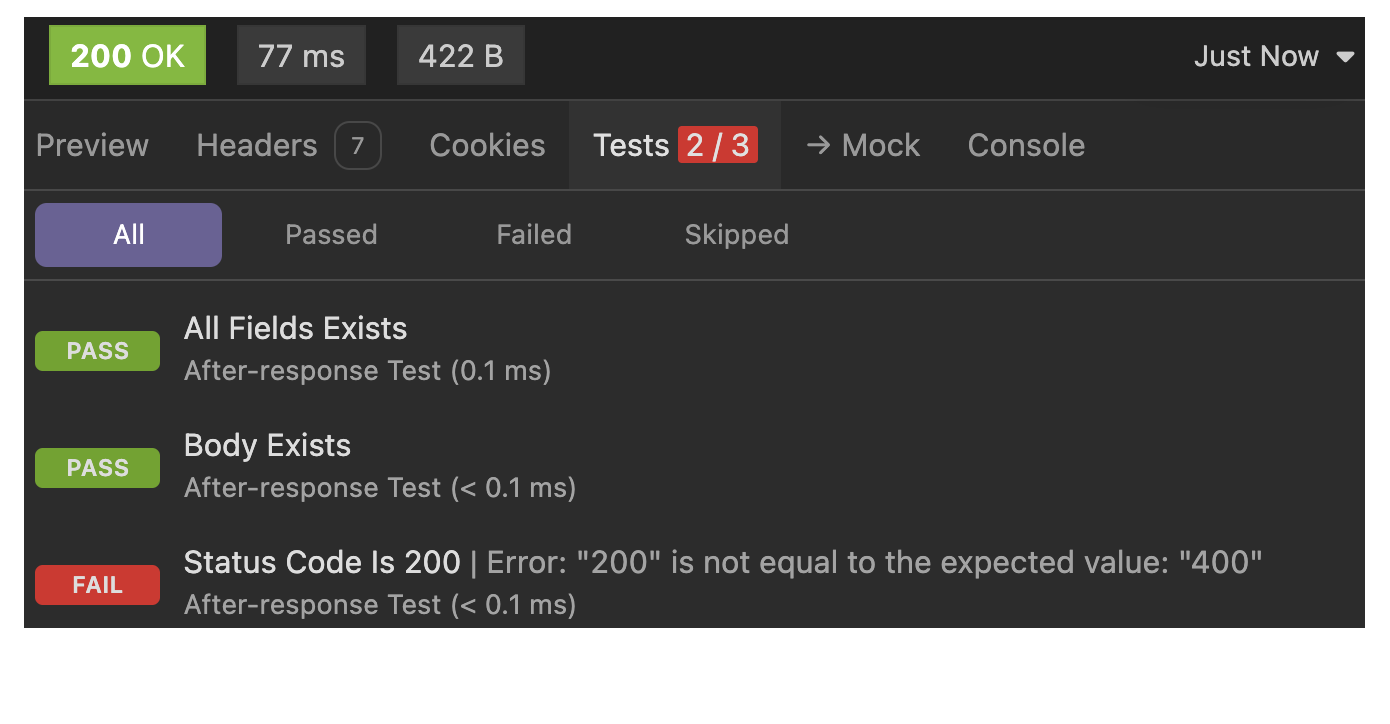 200 OK 77 ms 422 B Just Now
Preview Headers 7 Cookies Tests 2 / 3 → Mock Console
All Passed Failed Skipped
All Fields Exists
PASS
After-response Test (0.1 ms)
Body Exists
PASS
After-response Test (< 0.1 ms)
Status Code Is 200 | Error: "200" is not equal to the expected value: "400"
FAIL
After-response Test (< 0.1 ms)